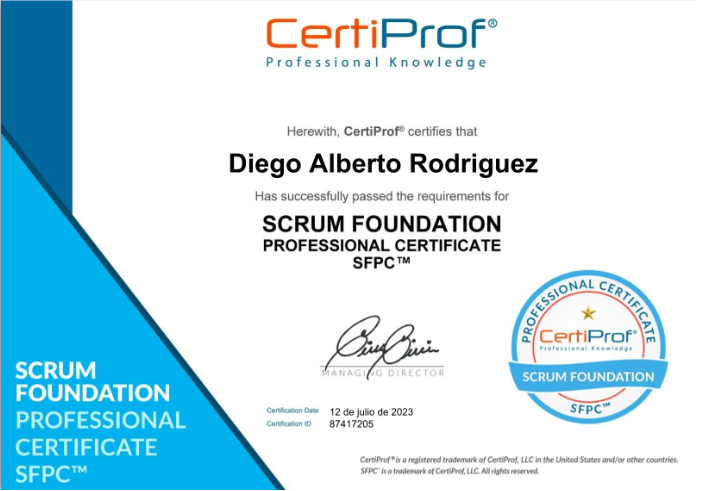 CertiProf®
Professional Knowledge
Herewith, CertiProf® certifies that
Diego Alberto Rodriguez
Has successfully passed the requirements for
SCRUM FOUNDATION
PROFESSIONAL CERTIFICATE
SFPC™
MANAGING DIRECTOR
Certification Date 12 de julio de 2023
Certification ID 87417205
SCRUM
FOUNDATION
PROFESSIONAL
CERTIFICATE
SFPC™
PROFESSIONAL CERTIFICATE
CertiProf®
Professional Knowledge
SCRUM FOUNDATION
SFPC™
CertiProf® is a registered trademark of CertiProf, LLC in the United States and/or other countries.
SFPC™ is a trademark of CertiProf, LLC. All rights reserved.